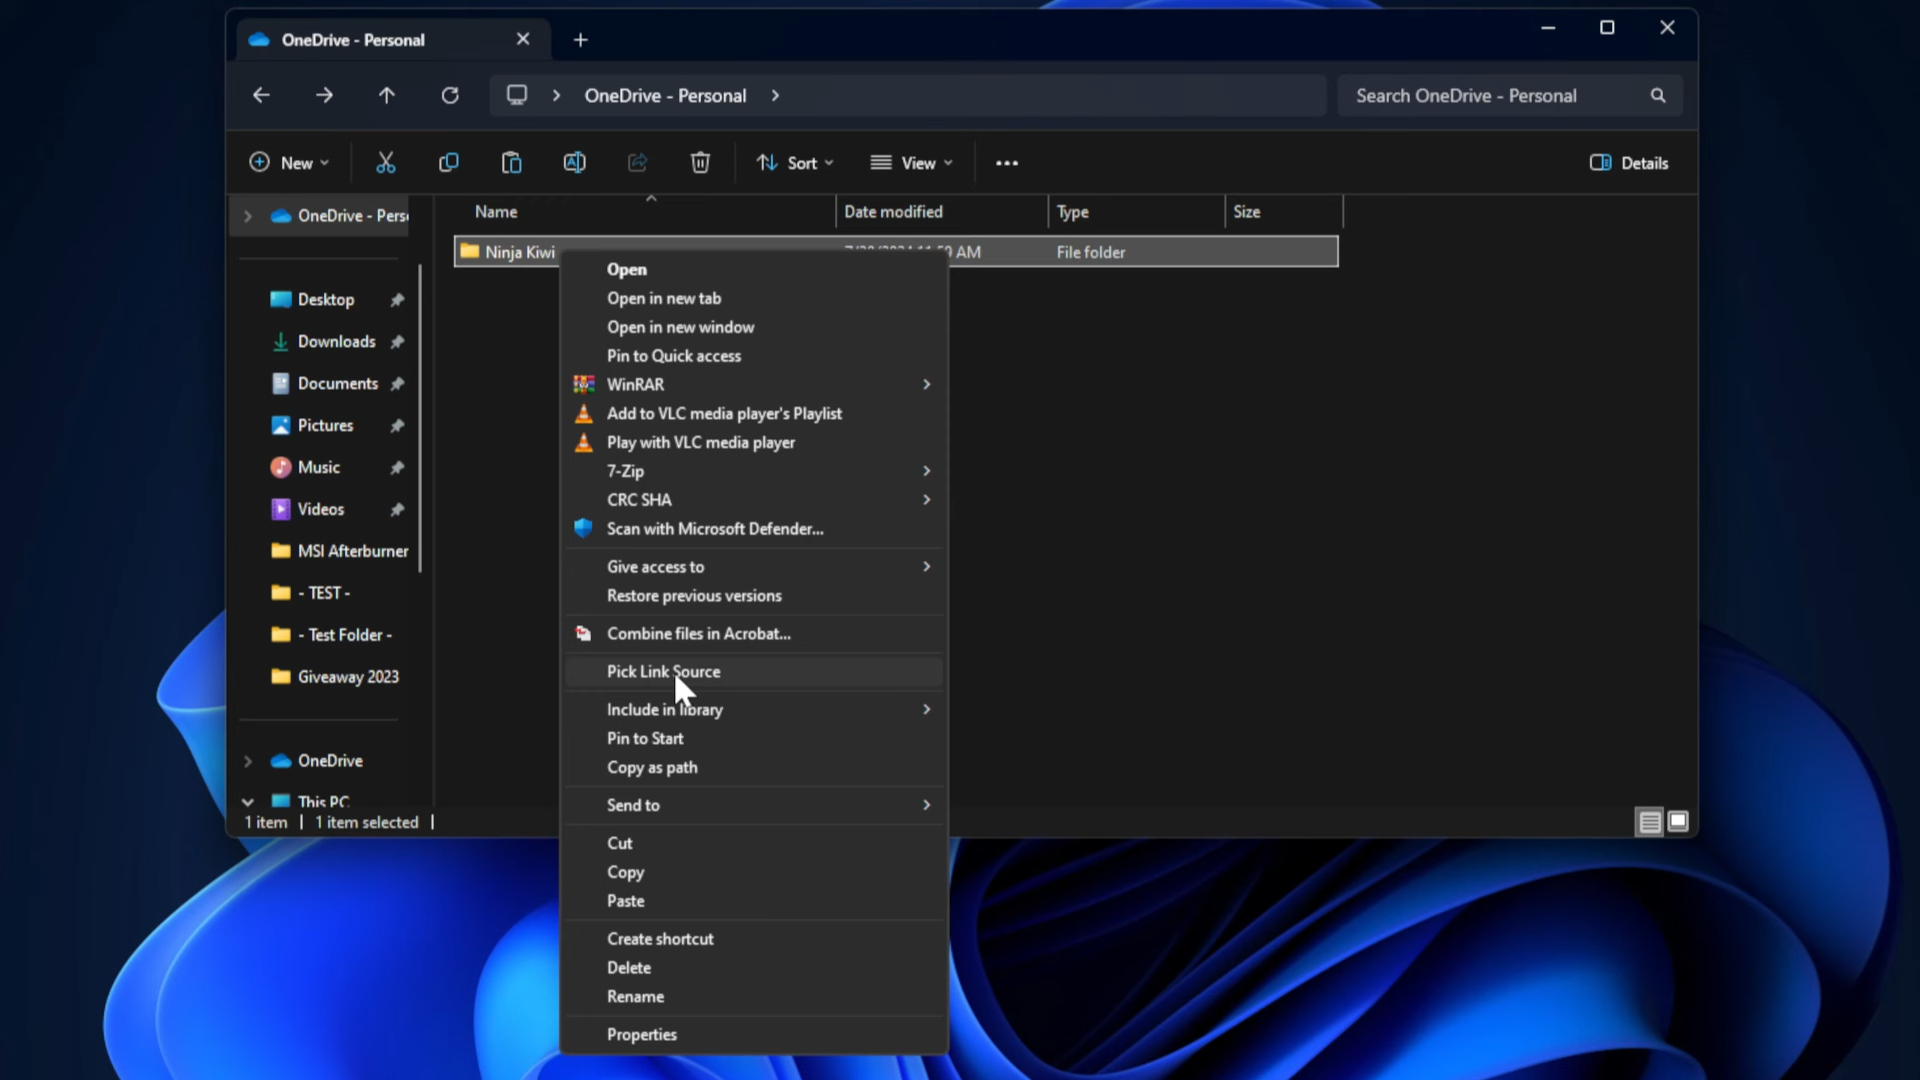 OneDrive - Personal
OneDrive - Personal
Search OneDrive - Personal
New
Sort
View
Details
OneDrive - Pers
Name
Date modified
Type
Size
Ninja Kiwi
AM
File folder
Desktop
Downloads
Documents
Pictures
Music
Videos
MSI Afterburner
- TEST -
- Test Folder -
Giveaway 2023
OneDrive
This PC
1 item
1 item selected
Open
Open in new tab
Open in new window
Pin to Quick access
WinRAR
Add to VLC media player's Playlist
Play with VLC media player
7-Zip
CRC SHA
Scan with Microsoft Defender...
Give access to
Restore previous versions
Combine files in Acrobat...
Pick Link Source
Include in library
Pin to Start
Copy as path
Send to
Cut
Copy
Paste
Create shortcut
Delete
Rename
Properties